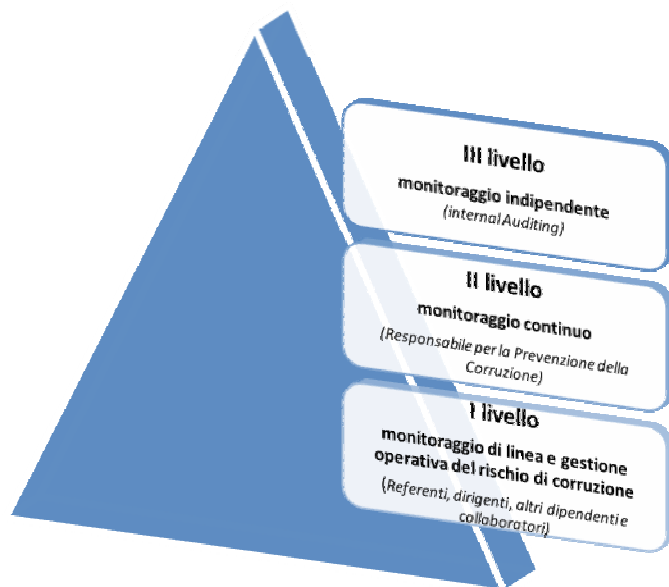 III livello
monitoraggio indipendente
(internal Auditing)
II livello
monitoraggio continuo
(Responsabile per la Prevenzione della
Corruzione)
I livello
monitoraggio di linea e gestione
operativa del rischio di corruzione
(Referenti, dirigenti, altri dipendenti e
collaboratori)